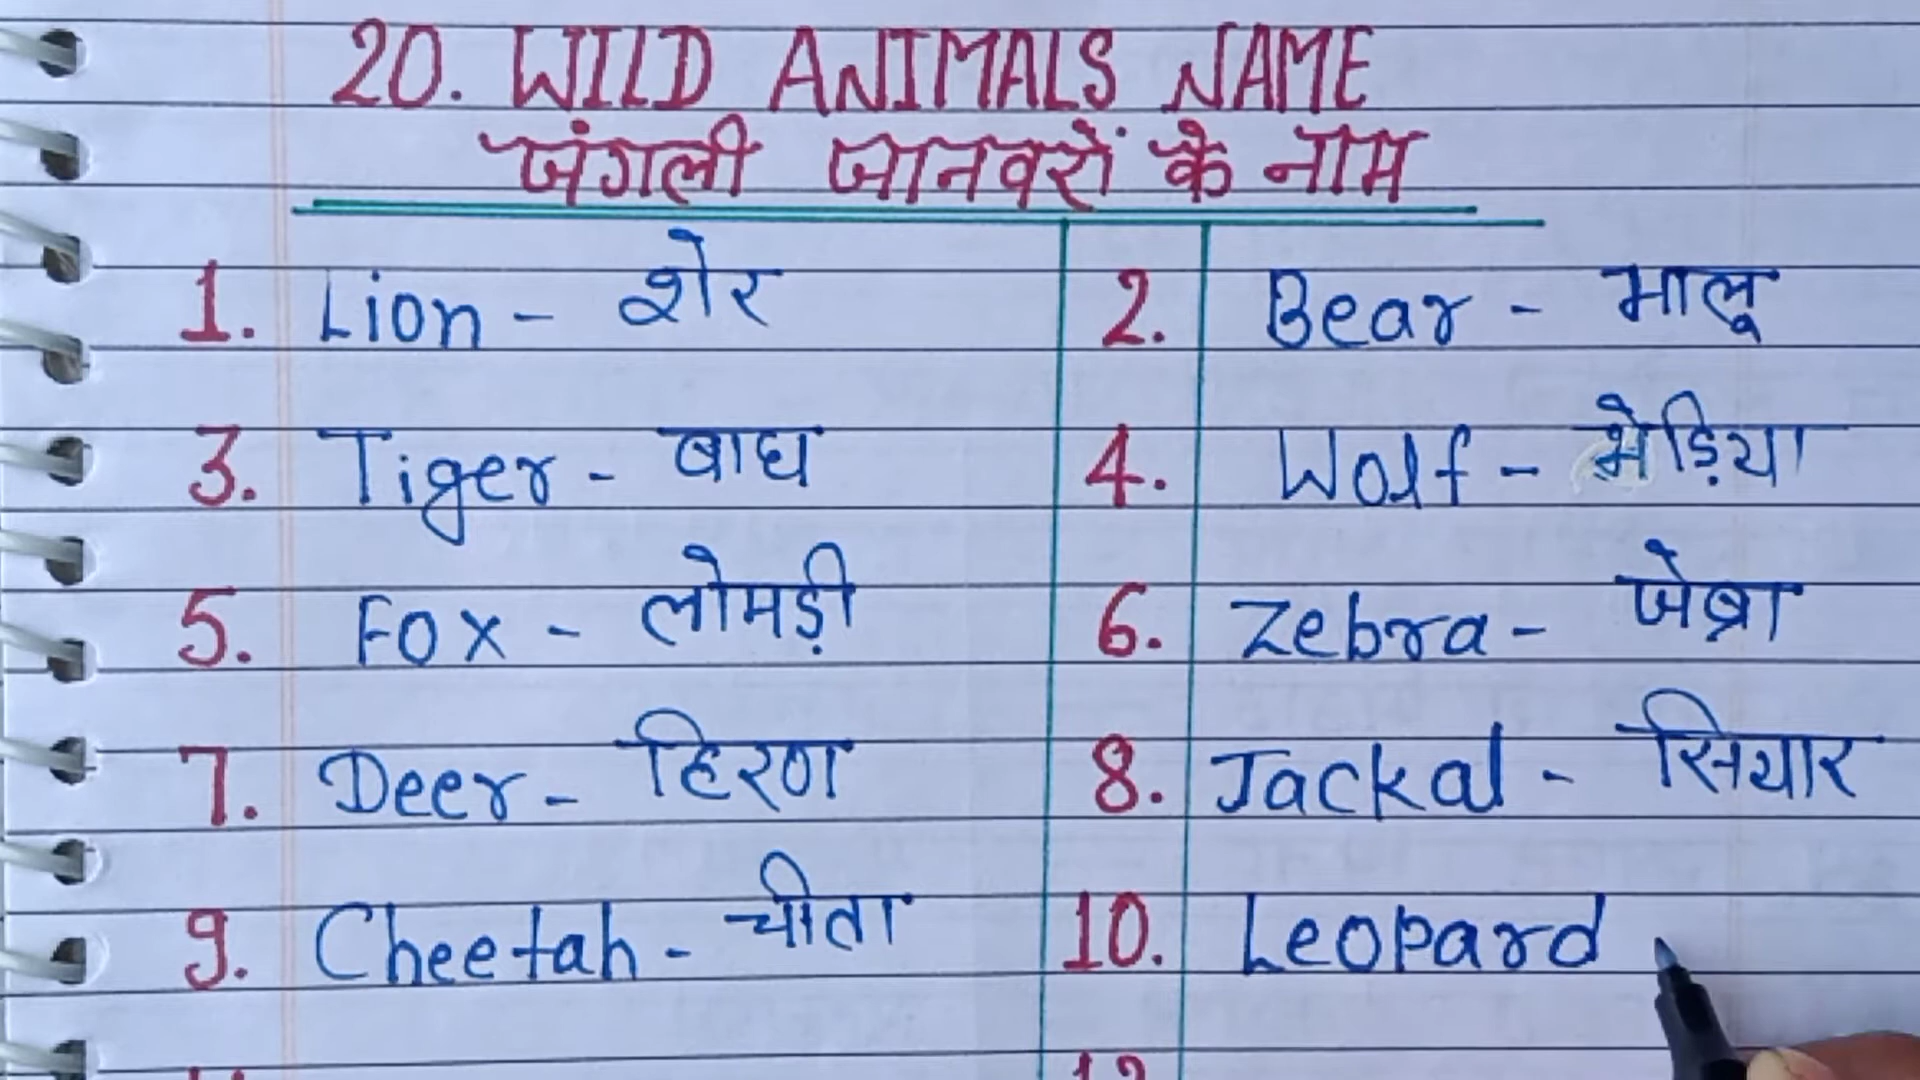 20. WILD ANIMALS NAME
जंगली जानवरों के नाम
1. Lion - शेर 2. Bear - भालू
3. Tiger - बाघ 4. Wolf - भेड़िया
5. Fox - लोमड़ी 6. Zebra - जेब्रा
7. Deer - हिरण 8. Jackal - सियार
9. Cheetah - चीता 10. Leopard